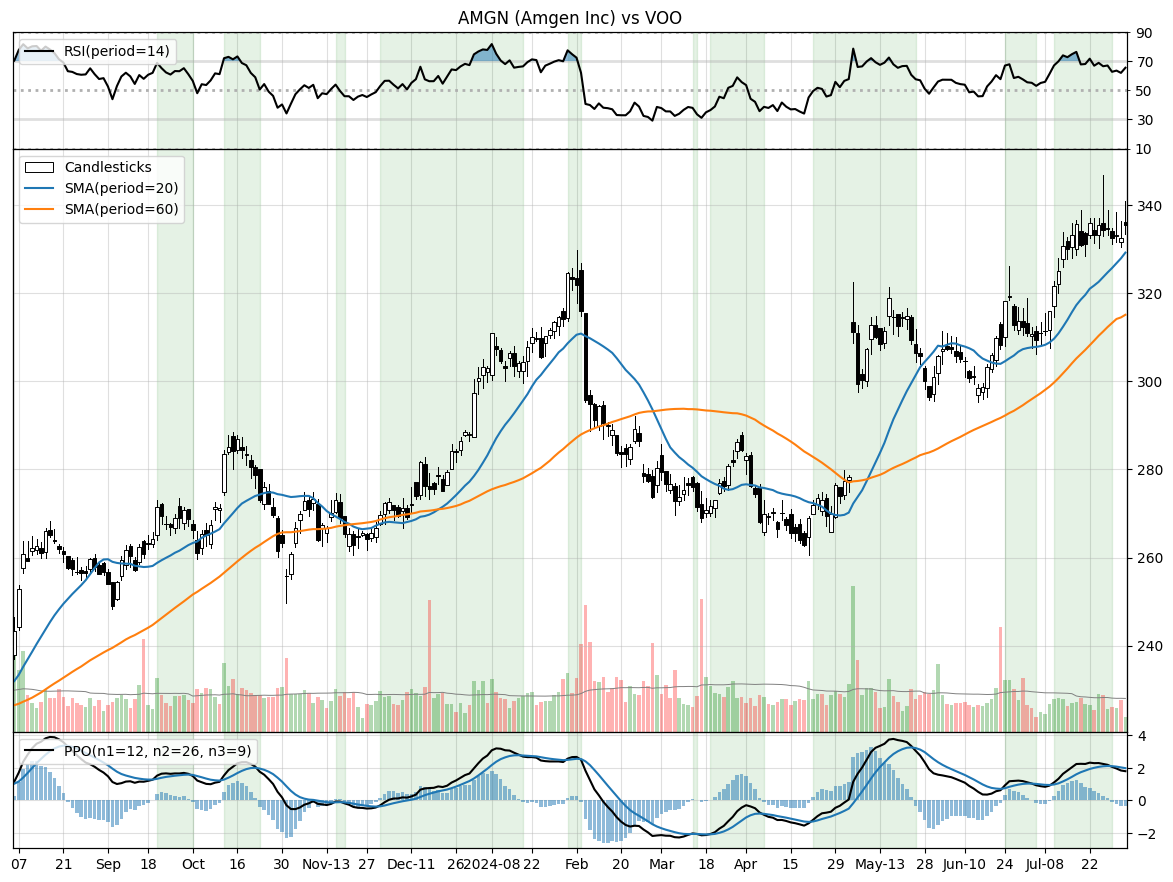 AMGN (Amgen Inc) vs VOO
RSI(period=14)
90
70
50
30
10
Candlesticks
SMA(period=20)
SMA(period=60)
340
320
300
280
260
240
PPO(n1=12, n2=26, n3=9)
4
2
0
−2
07 21 Sep 18 Oct 16 30 Nov-13 27 Dec-11 26 2024-08 22 Feb 20 Mar 18 Apr 15 29 May-13 28 Jun-10 24 Jul-08 22